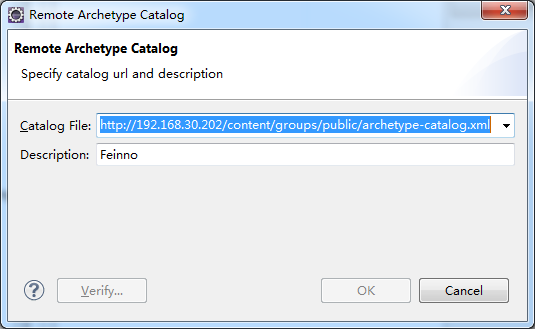 Remote Archetype Catalog
Remote Archetype Catalog
Specify catalog url and description
Catalog File: http://192.168.30.202/content/groups/public/archetype-catalog.xml
Description: Feinno
? Verify... OK Cancel